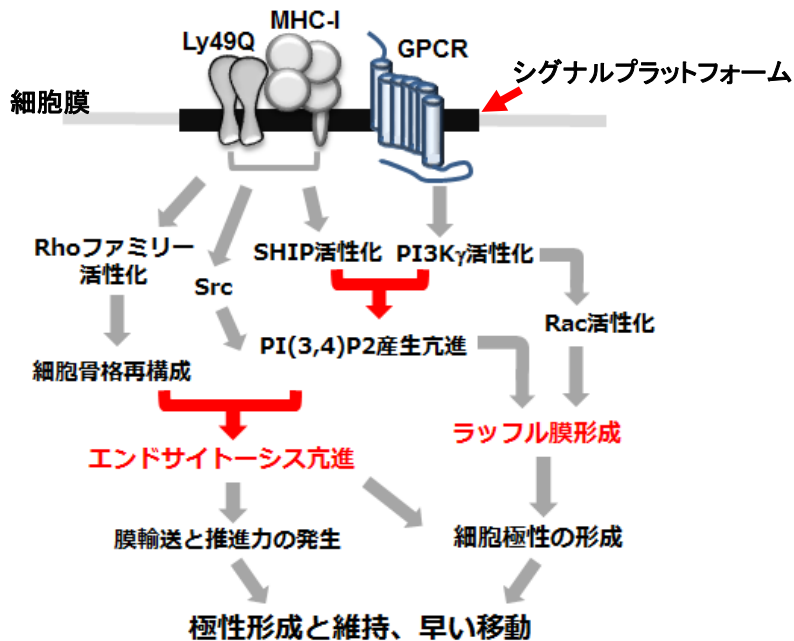 MHC-I
Ly49Q
GPCR
シグナルプラットフォーム
細胞膜
Rhoファミリー
活性化
Src
SHIP活性化
PI3Kγ活性化
Rac活性化
PI(3,4)P2産生亢進
細胞骨格再構成
ラッフル膜形成
エンドサイトーシス亢進
膜輸送と推進力の発生
細胞極性の形成
極性形成と維持、早い移動